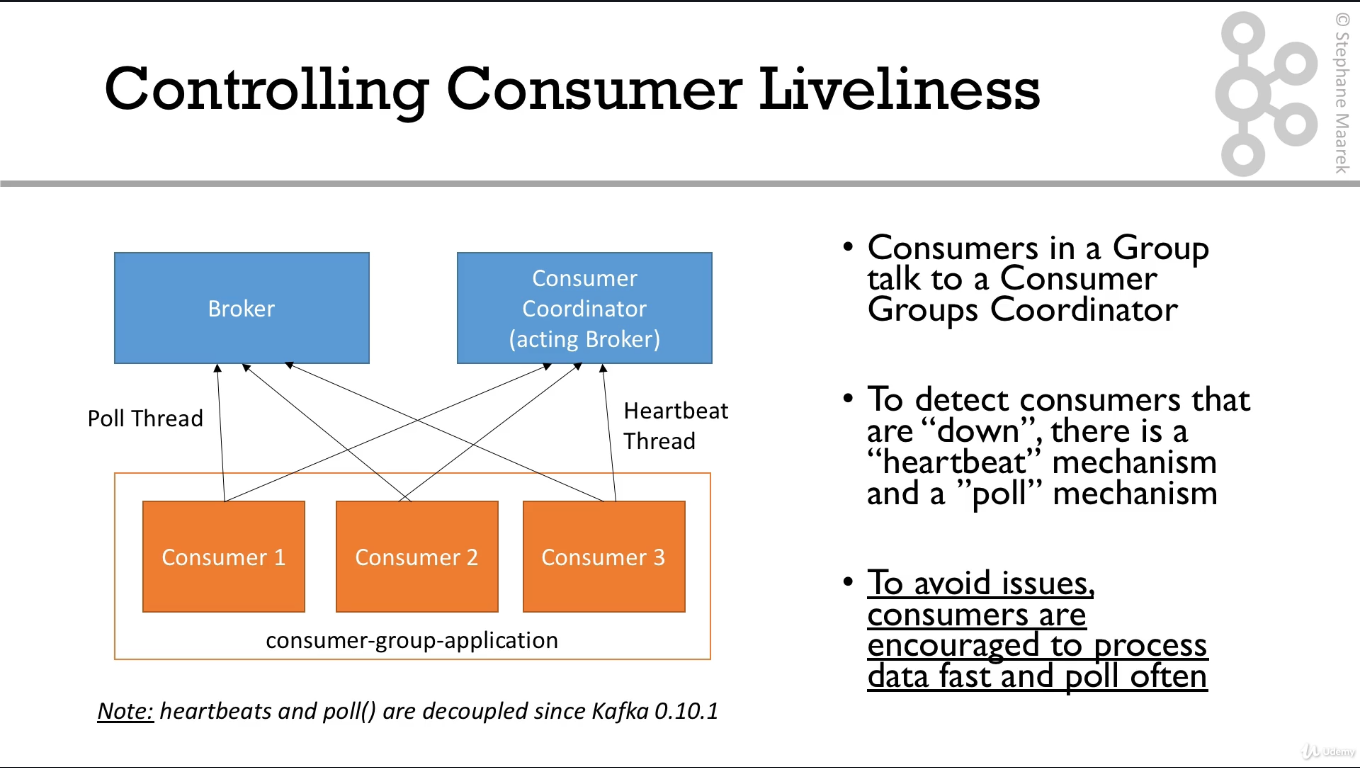 Controlling Consumer Liveliness
© Stephane Maarek
Broker
Consumer
Coordinator
(acting Broker)
Poll Thread
Heartbeat
Thread
Consumer 1
Consumer 2
Consumer 3
consumer-group-application
Note: heartbeats and poll() are decoupled since Kafka 0.10.1
• Consumers in a Group
talk to a Consumer
Groups Coordinator
• To detect consumers that
are “down”, there is a
“heartbeat” mechanism
and a ”poll” mechanism
• To avoid issues,
consumers are
encouraged to process
data fast and poll often
Udemy